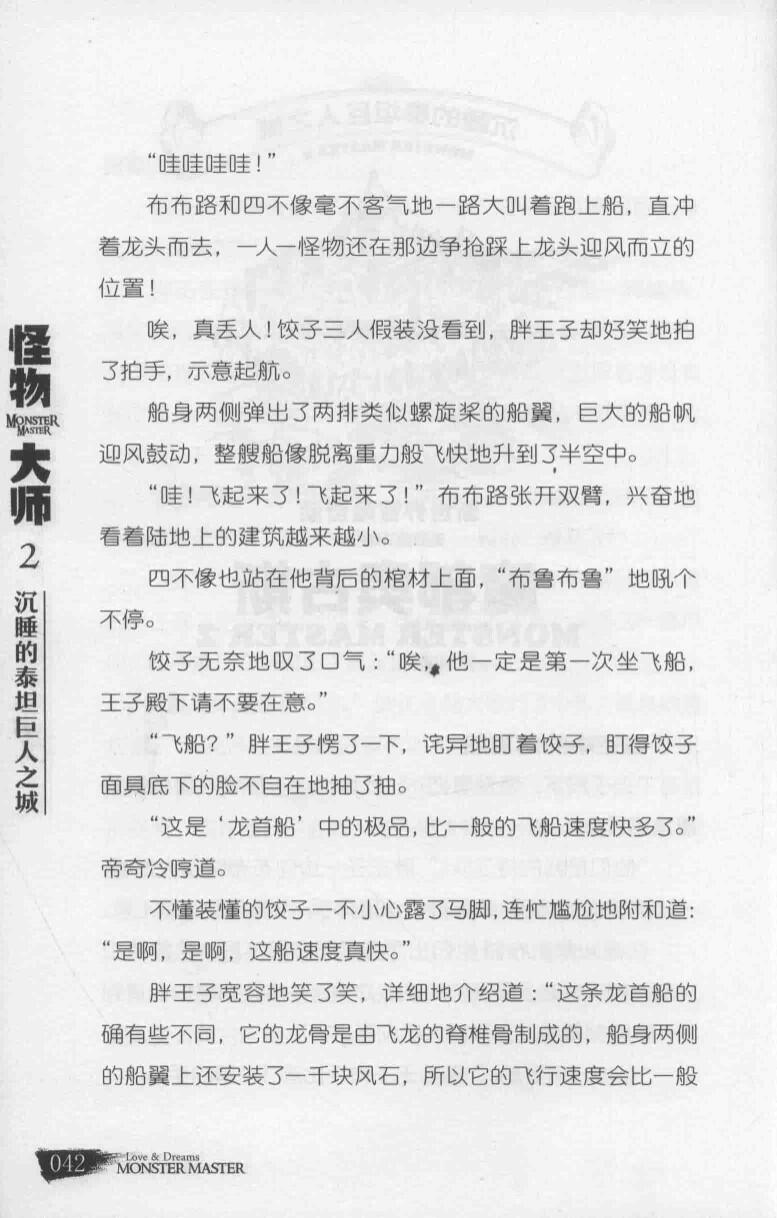 “哇哇哇哇！”
布布路和四不像毫不客气地一路大叫着跑上船，直冲
着龙头而去，一人一怪物还在那边争抢踩上龙头迎风而立的
位置！
唉，真丢人！饺子三人假装没看到，胖王子却好笑地拍
了拍手，示意起航。
船身两侧弹出了两排类似螺旋桨的船翼，巨大的船帆
迎风鼓动，整艘船像脱离重力般飞快地升到了半空中。
“哇！飞起来了！飞起来了！”布布路张开双臂，兴奋地
看着陆地上的建筑越来越小。
四不像也站在他背后的棺材上面，“布鲁布鲁”地吼个
不停。
饺子无奈地叹了口气：“唉，他一定是第一次坐飞船，
王子殿下请不要在意。”
“飞船？”胖王子愣了一下，诧异地盯着饺子，盯得饺子
面具底下的脸不自在地抽了抽。
“这是‘龙首船’中的极品，比一般的飞船速度快多了。”
帝奇冷哼道。
不懂装懂的饺子一不小心露了马脚，连忙尴尬地附和道：
“是啊，是啊，这船速度真快。”
胖王子宽容地笑了笑，详细地介绍道：“这条龙首船的
确有些不同，它的龙骨是由飞龙的脊椎骨制成的，船身两侧
的船翼上还安装了一千块风石，所以它的飞行速度会比一般
怪物
MONSTER
MASTER
大师
2
沉睡的泰坦巨人之城
042
Love & Dreams
MONSTER MASTER